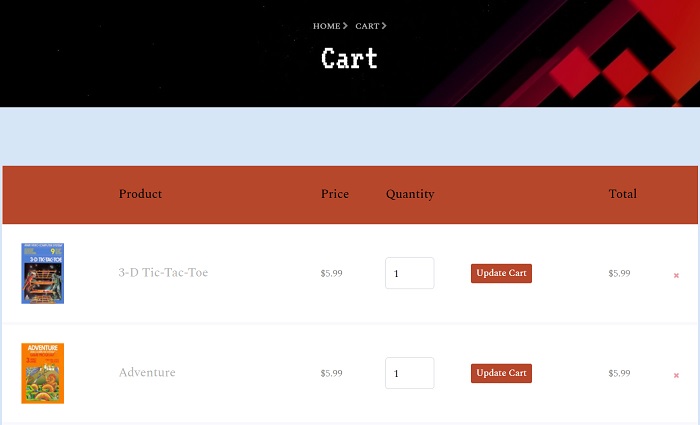 HOME CART
Cart
Product Price Quantity Total
3-D TIC-TAC-TOE
3-D Tic-Tac-Toe $5.99 1 Update Cart $5.99 ×
ADVENTURE
Adventure $5.99 1 Update Cart $5.99 ×